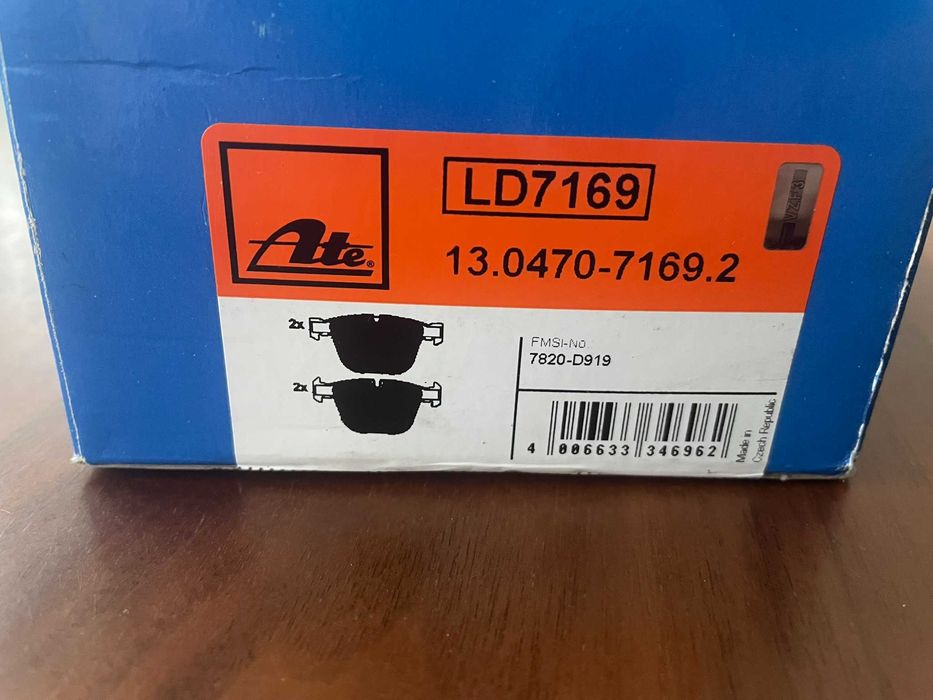 Ate®
LD7169
13.0470-7169.2
2x
2x
FMSI-No.:
7820-D919
4 006633 346962
Made in
Czech Republic